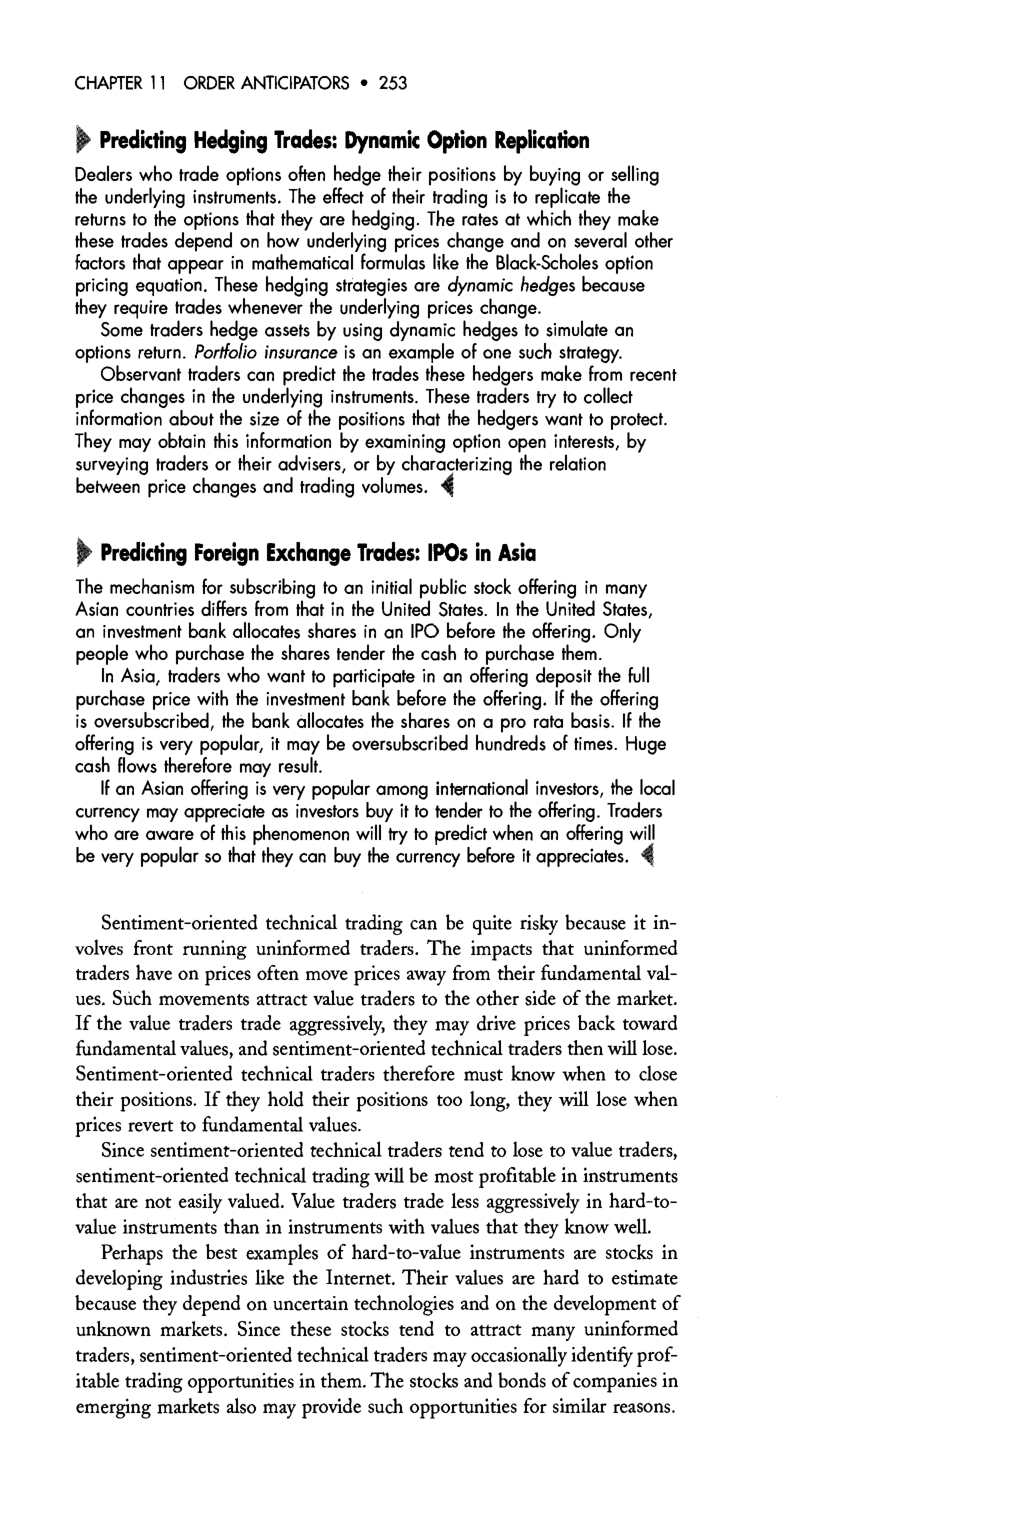 CHAPTER 11 ORDER ANTICIPATORS • 253
Predicting Hedging Trades: Dynamic Option Replication
Dealers who trade options often hedge their positions by buying or selling
the underlying instruments. The effect of their trading is to replicate the
returns to the options that they are hedging. The rates at which they make
these trades depend on how underlying prices change and on several other
factors that appear in mathematical formulas like the Black-Scholes option
pricing equation. These hedging strategies are dynamic hedges because
they require trades whenever the underlying prices change.
Some traders hedge assets by using dynamic hedges to simulate an
options return. Portfolio insurance is an example of one such strategy.
Observant traders can predict the trades these hedgers make from recent
price changes in the underlying instruments. These traders try to collect
information about the size of the positions that the hedgers want to protect.
They may obtain this information by examining option open interests, by
surveying traders or their advisers, or by characterizing the relation
between price changes and trading volumes.
Predicting Foreign Exchange Trades: IPOs in Asia
The mechanism for subscribing to an initial public stock offering in many
Asian countries differs from that in the United States. In the United States,
an investment bank allocates shares in an IPO before the offering. Only
people who purchase the shares tender the cash to purchase them.
In Asia, traders who want to participate in an offering deposit the full
purchase price with the investment bank before the offering. If the offering
is oversubscribed, the bank allocates the shares on a pro rata basis. If the
offering is very popular, it may be oversubscribed hundreds of times. Huge
cash flows therefore may result.
If an Asian offering is very popular among international investors, the local
currency may appreciate as investors buy it to tender to the offering. Traders
who are aware of this phenomenon will try to predict when an offering will
be very popular so that they can buy the currency before it appreciates.
Sentiment-oriented technical trading can be quite risky because it in-
volves front running uninformed traders. The impacts that uninformed
traders have on prices often move prices away from their fundamental val-
ues. Such movements attract value traders to the other side of the market.
If the value traders trade aggressively, they may drive prices back toward
fundamental values, and sentiment-oriented technical traders then will lose.
Sentiment-oriented technical traders therefore must know when to close
their positions. If they hold their positions too long, they will lose when
prices revert to fundamental values.
Since sentiment-oriented technical traders tend to lose to value traders,
sentiment-oriented technical trading will be most profitable in instruments
that are not easily valued. Value traders trade less aggressively in hard-to-
value instruments than in instruments with values that they know well.
Perhaps the best examples of hard-to-value instruments are stocks in
developing industries like the Internet. Their values are hard to estimate
because they depend on uncertain technologies and on the development of
unknown markets. Since these stocks tend to attract many uninformed
traders, sentiment-oriented technical traders may occasionally identify prof-
itable trading opportunities in them. The stocks and bonds of companies in
emerging markets also may provide such opportunities for similar reasons.